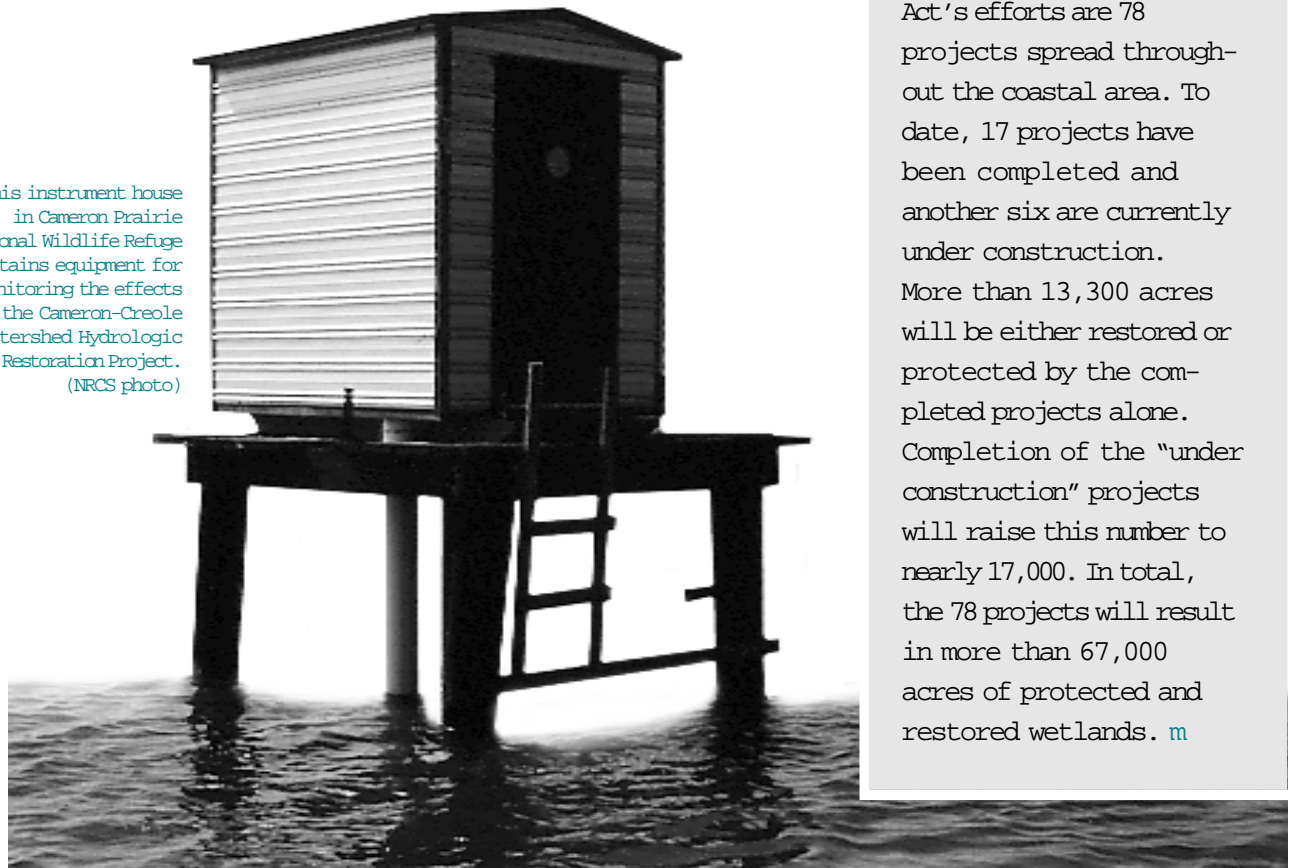 is instrument house
in Cameron Prairie
onal Wildlife Refuge
tains equipment for
nitoring the effects
the Cameron-Creole
tershed Hydrologic
Restoration Project.
(NRCS photo)
Act's efforts are 78
projects spread through-
out the coastal area. To
date, 17 projects have
been completed and
another six are currently
under construction.
More than 13,300 acres
will be either restored or
protected by the com-
pleted projects alone.
Completion of the “under
construction” projects
will raise this number to
nearly 17,000. In total,
the 78 projects will result
in more than 67,000
acres of protected and
restored wetlands. m